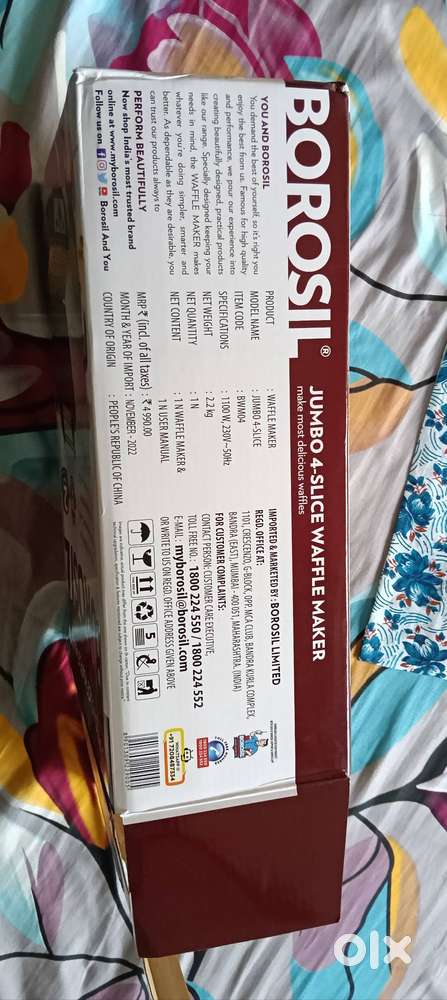 BOROSIL®
JUMBO 4-SLICE WAFFLE MAKER
make most delicious waffles
YOU AND BOROSIL
You demand the best of yourself, so it's right you
enjoy the best from us. Famous for high quality
and performance, we pour our experience into
creating beautifully designed, practical products
like our range. Specially designed keeping your
needs in mind, the WAFFLE MAKER makes
whatever you're doing simpler, smarter and
better. As dependable as they are desirable, you
can trust our products always to
PERFORM BEAUTIFULLY
Now shop India's most trusted brand
online at www.myborosil.com
Follow us on Borosil And You
PRODUCT : WAFFLE MAKER
MODEL NAME : JUMBO 4-SLICE
ITEM CODE : BWM04
SPECIFICATIONS : 1100 W, 230V~50Hz
NET WEIGHT : 2.2 kg
NET QUANTITY : 1 N
NET CONTENT : 1 N WAFFLE MAKER &
1 N USER MANUAL
MRP ₹ (incl. of all taxes) : ₹ 4 990.00
MONTH & YEAR OF IMPORT : NOVEMBER - 2022
COUNTRY OF ORIGIN : PEOPLE'S REPUBLIC OF CHINA
IMPORTED & MARKETED BY : BOROSIL LIMITED
REGD. OFFICE AT:
1101, CRESCENZO, G-BLOCK, OPP. MCA CLUB, BANDRA KURLA COMPLEX,
BANDRA (EAST), MUMBAI - 400 051, MAHARASHTRA. (INDIA)
FOR CUSTOMER COMPLAINTS:
CONTACT PERSON: CUSTOMER CARE EXECUTIVE
TOLL FREE NO. 1800 224 550 / 1800 224 552
E-MAIL: myborosil@borosil.com
OR WRITE TO US ON REGD. OFFICE ADDRESS GIVEN ABOVE
5
WHATSAPP @
+91 7208487354
olx